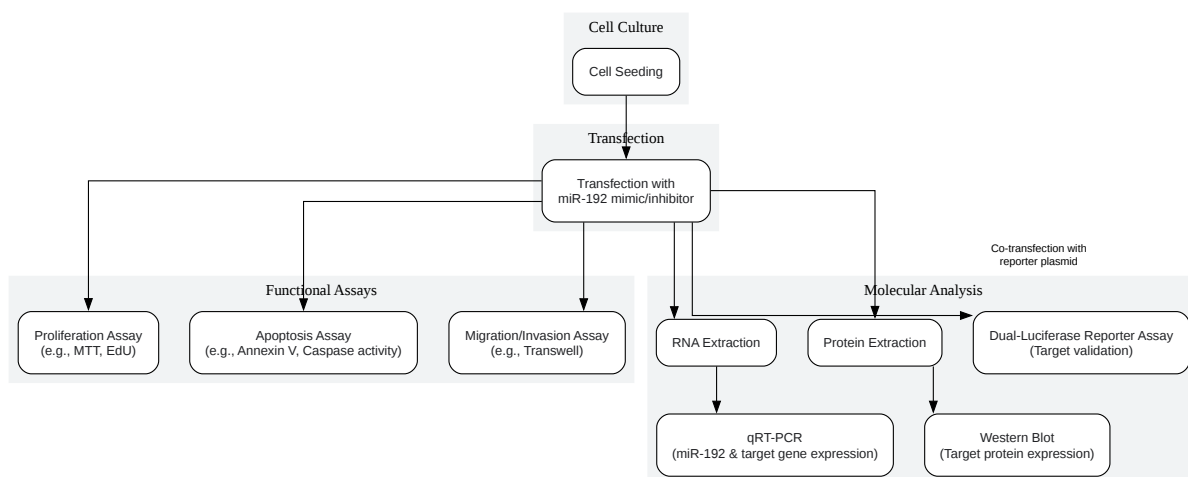 Cell Culture
Cell Seeding
Transfection
Transfection with
miR-192 mimic/inhibitor
Co-transfection with
reporter plasmid
Functional Assays
Molecular Analysis
Proliferation Assay
(e.g., MTT, EdU)
Apoptosis Assay
(e.g., Annexin V, Caspase activity)
Migration/Invasion Assay
(e.g., Transwell)
RNA Extraction
Protein Extraction
Dual-Luciferase Reporter Assay
(Target validation)
qRT-PCR
(miR-192 & target gene expression)
Western Blot
(Target protein expression)